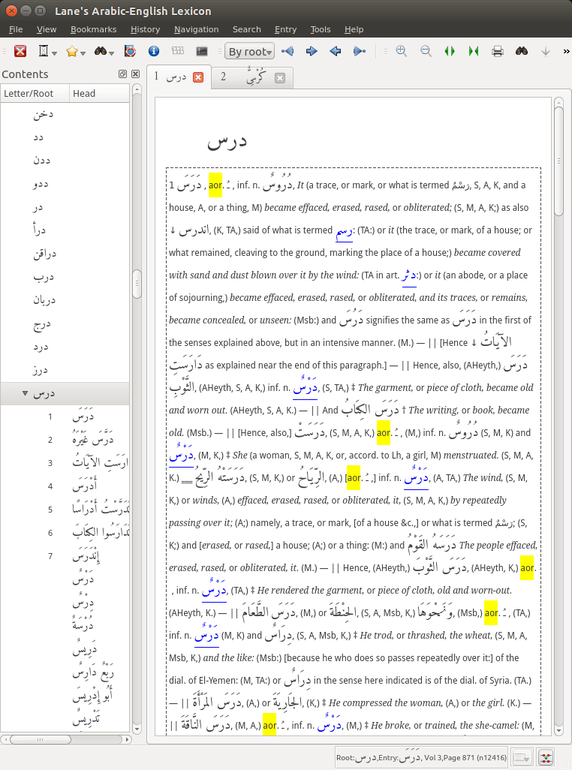 Lane's Arabic-English Lexicon
File View Bookmarks History Navigation Search Entry Tools Help
By root
Contents
1 درس
2 كُرْسِىٌّ
Letter/Root Head
دخن
دد
ددن
ددو
در
درأ
دراقن
درب
دربان
درج
درد
درز
درس
1 دَرَسَ
2 دَرَّسَ غَيْرَهُ
3 ارَستِ الآيَاتُ
4 أَدْرَسَ
5 تَدَرَّسْتُ أَدْرَاسًا
6 تَدَارَسُوا الكِتَابَ
7 إِنْدَرَسَ
دَرْسٌ
دِرْسٌ
دُرْسَةٌ
دَرِيسٌ
رَبْعٌ دَارِسٌ
أَبُو إِدْرِيسَ
تَدْرِيسٌ
درس
1 دَرَسَ , aor. ـُ , inf. n. دُرُوسٌ, It (a trace, or mark, or what is termed رَسْمٌ, S, A, K, and a
house, A, or a thing, M) became effaced, erased, rased, or obliterated; (S, M, A, K;) as also
↓ اندرس, (K, TA,) said of what is termed رسم: (TA:) or it (the trace, or mark, of a house; or
what remained, cleaving to the ground, marking the place of a house;) became covered
with sand and dust blown over it by the wind: (TA in art. دثر:) or it (an abode, or a place
of sojourning,) became effaced, erased, rased, or obliterated, and its traces, or remains,
became concealed, or unseen: (Msb:) and دَرُسَ signifies the same as دَرَسَ in the first of
the senses explained above, but in an intensive manner. (M.) — || [Hence ↓ الآيَاتُ
دَارَسَتِ as explained near the end of this paragraph.] — || Hence, also, (AHeyth,) دَرَسَ
الثَّوْبُ, (AHeyth, S, A, K,) inf. n. دَرْسٌ, (S, TA,) ‡ The garment, or piece of cloth, became old
and worn out. (AHeyth, S, A, K.) — || And دَرَسَ الكِتَابُ † The writing, or book, became
old. (Msb.) — || [Hence, also,] دَرَسَتْ, (S, M, A, K,) aor. ـُ , (M,) inf. n. دُرُوسٌ (S, M, K) and
دَرْسٌ, (M, K,) ‡ She (a woman, S, M, A, K, or, accord. to Lh, a girl, M) menstruated. (S, M, A,
K.) __ دَرَسَتْهُ الرِّيحُ, (S, M, K,) or الرِّيَاحُ, (A,) [aor. ـُ ,] inf. n. دَرْسٌ, (A, TA,) The wind, (S, M,
K,) or winds, (A,) effaced, erased, rased, or obliterated, it, (S, M, A, K,) by repeatedly
passing over it; (A;) namely, a trace, or mark, [of a house &c.,] or what is termed رَسْمٌ; (S,
K;) and [erased, or rased,] a house; (A;) or a thing: (M:) and دَرَسَهُ القَوْمُ The people effaced,
erased, rased, or obliterated, it. (M.) — || Hence, (AHeyth,) دَرَسَ الثَّوْبَ, (AHeyth, K,) aor.
, inf. n. دَرْسٌ, (TA,) ‡ He rendered the garment, or piece of cloth, old and worn-out.
(AHeyth, K.) — || دَرَسَ الطَّعَامَ, (M,) or الحِنْطَةَ, (S, A, Msb, K,) وَنَحْوَهَا, (Msb,) aor. ـُ , (TA,)
inf. n. دَرْسٌ (M, K) and دِرَاسٌ, (S, A, Msb, K,) ‡ He trod, or thrashed, the wheat, (S, M, A,
Msb, K,) and the like: (Msb:) [because he who does so passes repeatedly over it:] of the
dial. of El-Yemen: (M, TA:) or دِرَاسٌ in the sense here indicated is of the dial. of Syria. (TA.)
— || دَرَسَ المَرْأَةَ, (A,) or الجَارِيَةَ, (K,) ‡ He compressed the woman, (A,) or the girl. (K.) —
|| دَرَسَ النَّاقَةَ, (M, A,) aor. ـُ , inf. n. دَرْسٌ, (M,) ‡ He broke, or trained, the she-camel: (M,
Root:درس,Entry:دَرَسَ, Vol 3,Page 871 (n12416)